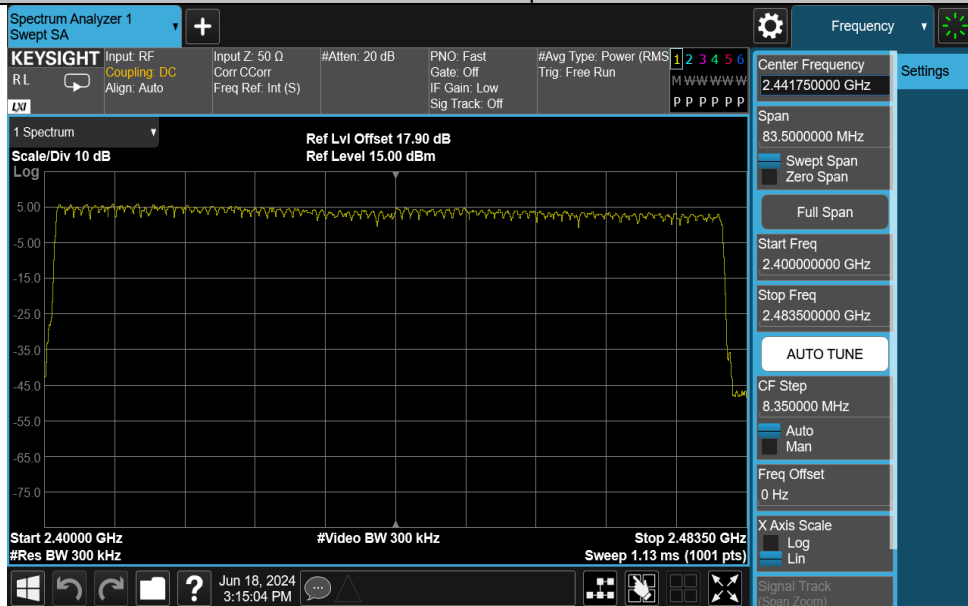 Spectrum Analyzer 1
Swept SA
+
Frequency
KEYSIGHT
R L
LXI
Input: RF
Coupling: DC
Align: Auto
Input Z: 50 Ω
Corr CCorr
Freq Ref: Int (S)
#Atten: 20 dB
PNO: Fast
Gate: Off
IF Gain: Low
Sig Track: Off
#Avg Type: Power (RMS
Trig: Free Run
1 2 3 4 5 6
M W W W W W
P P P P P P
Center Frequency
2.441750000 GHz
Settings
Span
83.5000000 MHz
Swept Span
Zero Span
Full Span
Start Freq
2.400000000 GHz
Stop Freq
2.483500000 GHz
AUTO TUNE
CF Step
8.350000 MHz
Auto
Man
Freq Offset
0 Hz
X Axis Scale
Log
Lin
Signal Track
(Span Zoom)
1 Spectrum
Scale/Div 10 dB
Log
Ref Lvl Offset 17.90 dB
Ref Level 15.00 dBm
5.00
-5.00
-15.0
-25.0
-35.0
-45.0
-55.0
-65.0
-75.0
Start 2.40000 GHz
#Res BW 300 kHz
#Video BW 300 kHz
Stop 2.48350 GHz
Sweep 1.13 ms (1001 pts)
?
Jun 18, 2024
3:15:04 PM